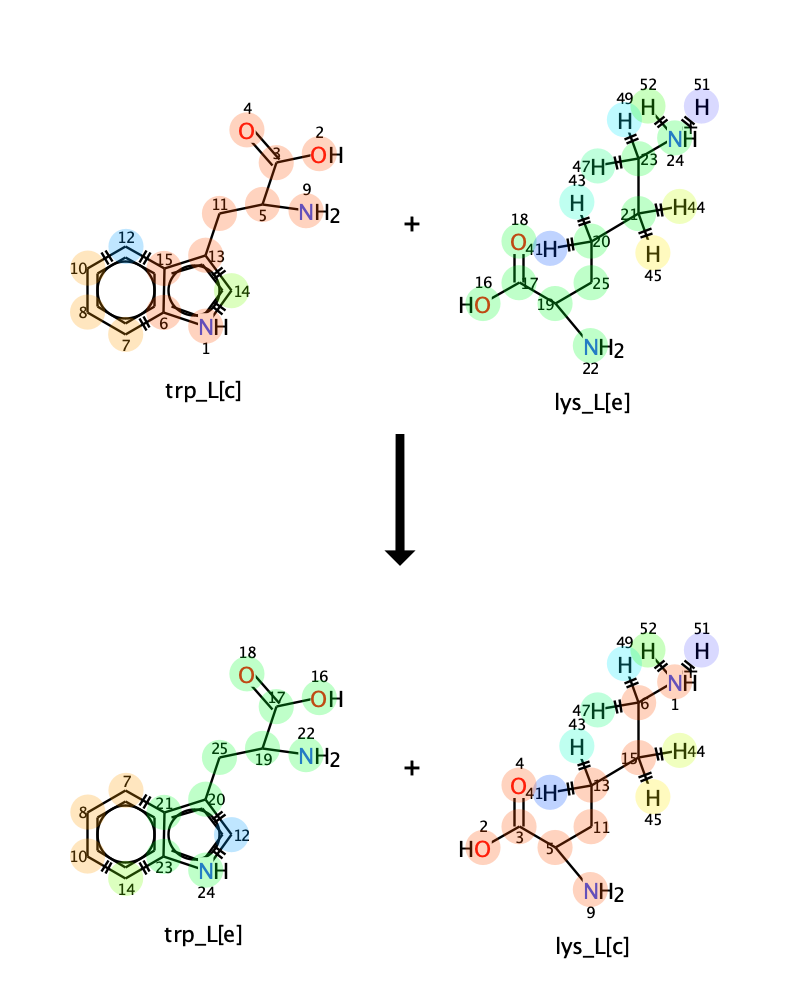 52 51
49 H H
4 H
2 NH
O 3 OH 23 24
47 H
9 43
11 5 NH2 + H 21 H 44
18
12 O 41 H 20 H
10 15 13 45
14 16 17 25
8 6 HO 19
7 NH
1 NH2
22
trp_L[c] lys_L[e]
52 51
49 H H
18 H
16 NH
O 17 OH 6 1
47 H
22 43
25 19 NH2 + H 15 H 44
4
7 O 41 H 13 H
8 21 20 45
12 2 3 11
10 23 HO 5
14 NH
24 NH2
9
trp_L[e] lys_L[c]